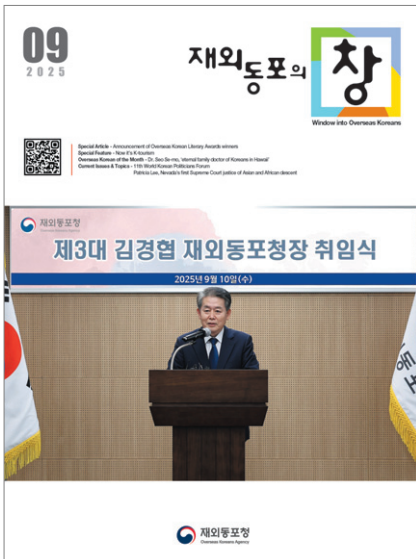 09
2025
재외동포의 창
Window into Overseas Koreans
Special Article - Announcement of Overseas Korean Literary Awards winners
Special Feature - Now it's K-tourism
Overseas Korean of the Month - Dr. Seo Se-mo, 'eternal family doctor of Koreans in Hawaii'
Current Issues & Topics - 11th World Korean Politicians Forum
Patricia Lee, Nevada's first Supreme Court justice of Asian and African descent
재외동포청
Overseas Koreans Agency
제3대 김경협 재외동포청장 취임식
2025년 9월 10일(수)
재외동포청
Overseas Koreans Agency